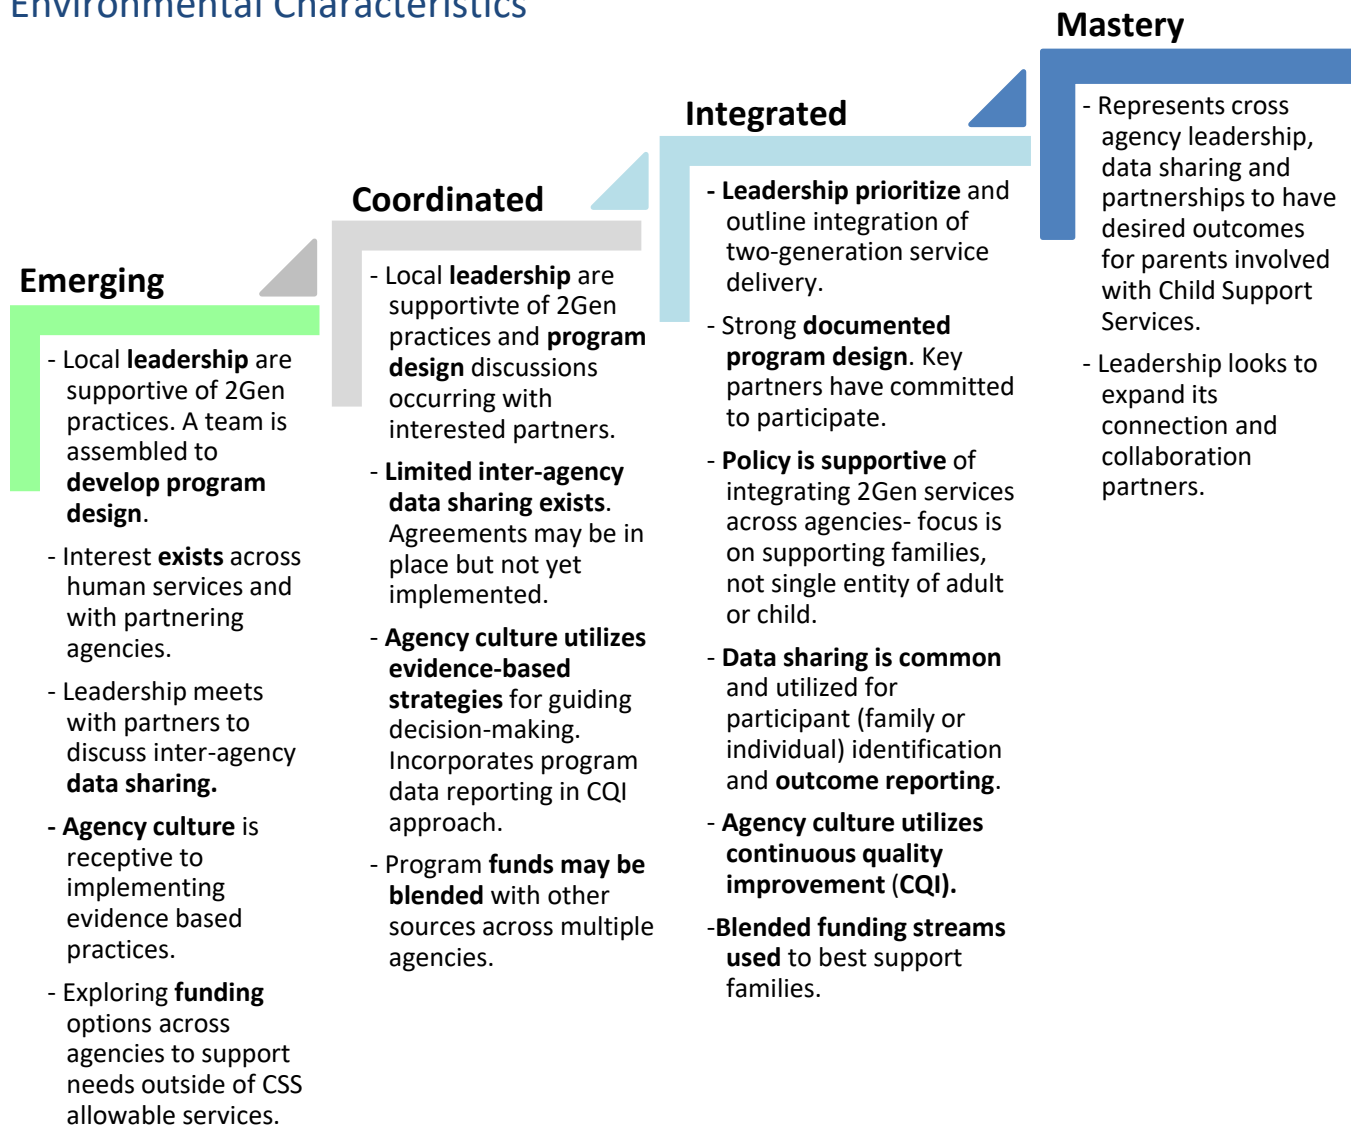 Environmental Characteristics
Emerging
- Local leadership are
supportive of 2Gen
practices. A team is
assembled to
develop program
design.
- Interest exists across
human services and
with partnering
agencies.
- Leadership meets
with partners to
discuss inter-agency
data sharing.
- Agency culture is
receptive to
implementing
evidence based
practices.
- Exploring funding
options across
agencies to support
needs outside of CSS
allowable services.
Coordinated
- Local leadership are
supportivte of 2Gen
practices and program
design discussions
occurring with
interested partners.
- Limited inter-agency
data sharing exists.
Agreements may be in
place but not yet
implemented.
- Agency culture utilizes
evidence-based
strategies for guiding
decision-making.
Incorporates program
data reporting in CQI
approach.
- Program funds may be
blended with other
sources across multiple
agencies.
Integrated
- Leadership prioritize and
outline integration of
two-generation service
delivery.
- Strong documented
program design. Key
partners have committed
to participate.
- Policy is supportive of
integrating 2Gen services
across agencies- focus is
on supporting families,
not single entity of adult
or child.
- Data sharing is common
and utilized for
participant (family or
individual) identification
and outcome reporting.
- Agency culture utilizes
continuous quality
improvement (CQI).
-Blended funding streams
used to best support
families.
Mastery
- Represents cross
agency leadership,
data sharing and
partnerships to have
desired outcomes
for parents involved
with Child Support
Services.
- Leadership looks to
expand its
connection and
collaboration
partners.